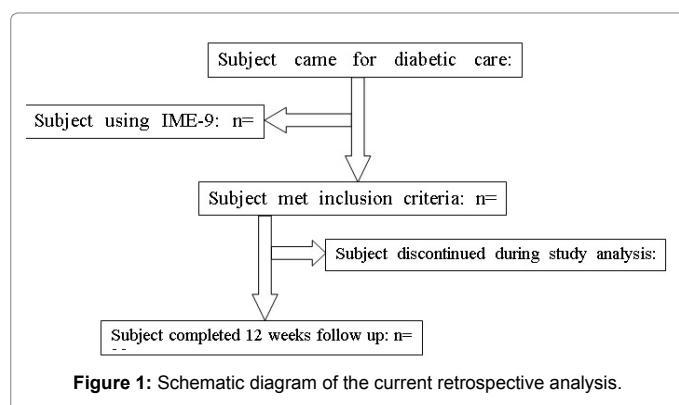 Subject came for diabetic care:
Subject using IME-9: n=
Subject met inclusion criteria: n=
Subject discontinued during study analysis:
Subject completed 12 weeks follow up: n=
Figure 1: Schematic diagram of the current retrospective analysis.